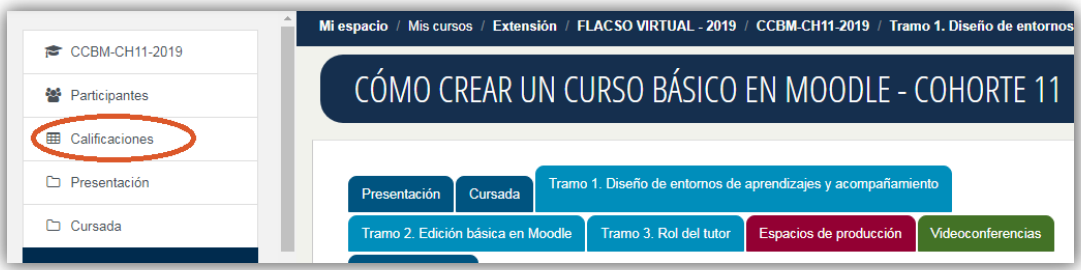 CCBM-CH11-2019
Participantes
Calificaciones
Presentación
Cursada
Mi espacio / Mis cursos / Extensión / FLACSO VIRTUAL - 2019 / CCBM-CH11-2019 / Tramo 1. Diseño de entornos
CÓMO CREAR UN CURSO BÁSICO EN MOODLE - COHORTE 11
Presentación Cursada Tramo 1. Diseño de entornos de aprendizajes y acompañamiento
Tramo 2. Edición básica en Moodle Tramo 3. Rol del tutor Espacios de producción Videoconferencias